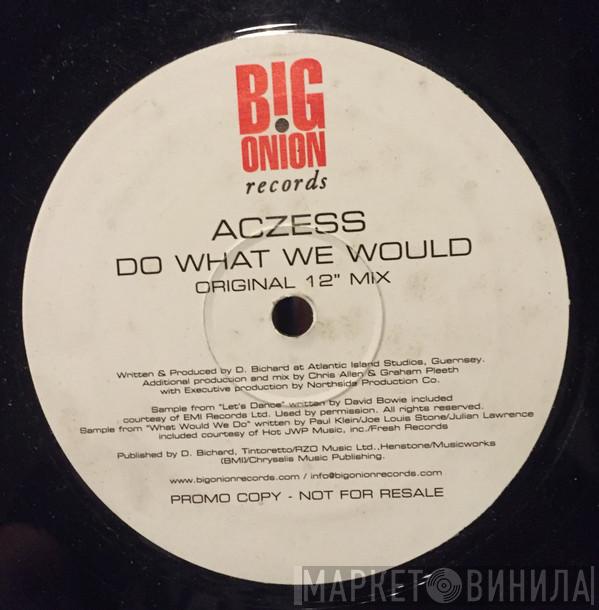 B!G
ONION
records
ACZESS
DO WHAT WE WOULD
ORIGINAL 12" MIX
Written & Produced by D. Bichard at Atlantic Island Studios, Guernsey.
Additional production and mix by Chris Allen & Graham Pleeth
with Executive production by Northside Production Co.
Sample from "Let's Dance" written by David Bowie included
courtesy of EMI Records Ltd. Used by permission. All rights reserved.
Sample from "What Would We Do" written by Paul Klein/Joe Louis Stone/Julian Lawrence
included courtesy of Hot JWP Music, inc./Fresh Records
Published by D. Bichard, Tintoretto/RZO Music Ltd.,Henstone/Musicworks
(BMI)/Chrysalis Music Publishing.
www.bigonionrecords.com / info@bigonionrecords.com
PROMO COPY - NOT FOR RESALE
МАРКЕТ ВИНИЛА